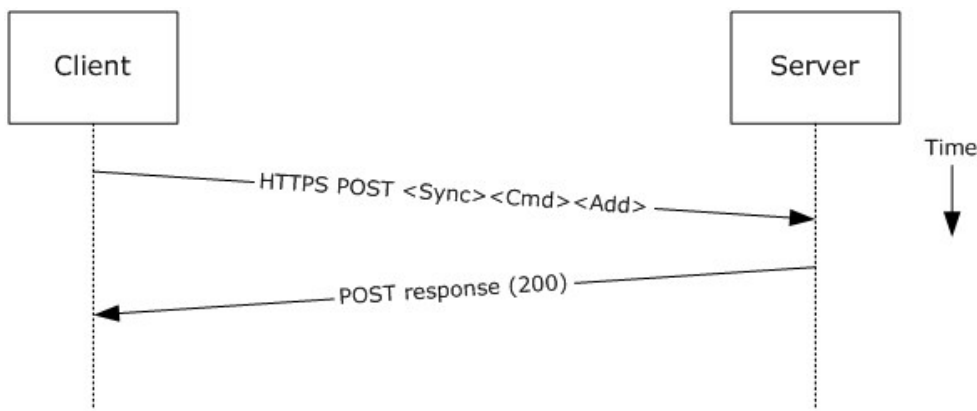 Client
Server
Time
HTTPS POST <Sync><Cmd><Add>
POST response (200)